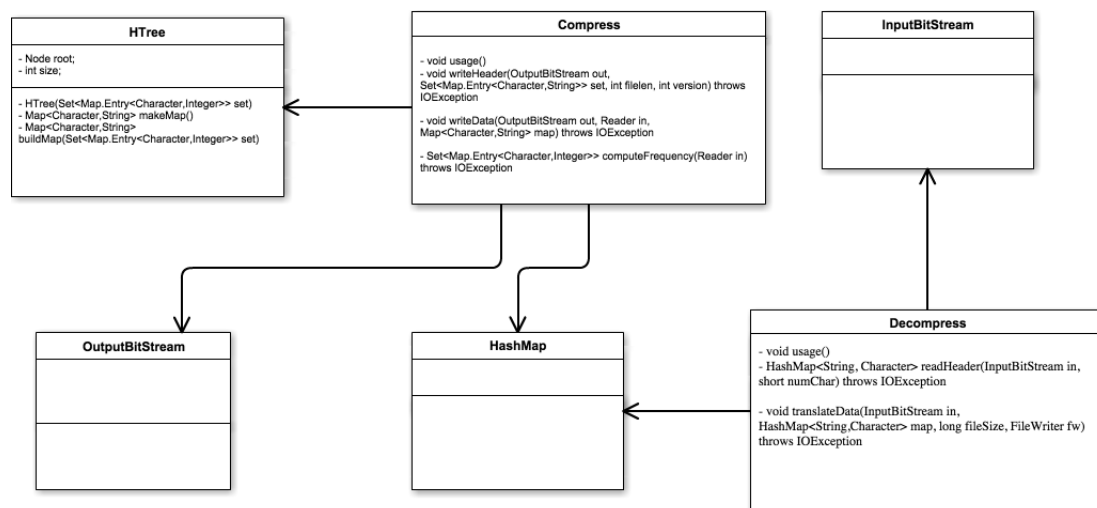 HTree
- Node root;
- int size;
- HTree(Set<Map.Entry<Character,Integer>> set)
- Map<Character,String> makeMap()
- Map<Character,String>
buildMap(Set<Map.Entry<Character,Integer>> set)
Compress
- void usage()
- void writeHeader(OutputBitStream out,
Set<Map.Entry<Character,String>> set, int filelen, int version) throws
IOException
- void writeData(OutputBitStream out, Reader in,
Map<Character,String> map) throws IOException
- Set<Map.Entry<Character,Integer>> computeFrequency(Reader in)
throws IOException
InputBitStream
OutputBitStream
HashMap
Decompress
- void usage()
- HashMap<String, Character> readHeader(InputBitStream in,
short numChar) throws IOException
- void translateData(InputBitStream in,
HashMap<String,Character> map, long fileSize, FileWriter fw)
throws IOException